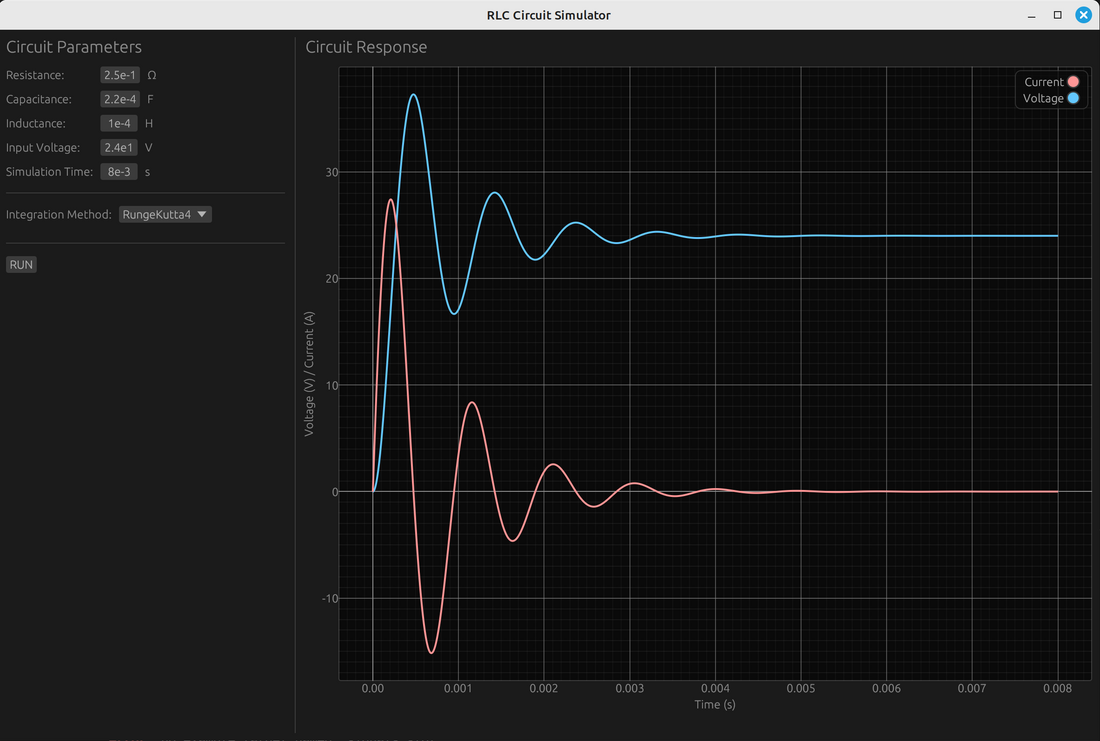 RLC Circuit Simulator
Circuit Parameters
Resistance: 2.5e-1 Ω
Capacitance: 2.2e-4 F
Inductance: 1e-4 H
Input Voltage: 2.4e1 V
Simulation Time: 8e-3 s
Integration Method: RungeKutta4
RUN
Circuit Response
Current
Voltage
30
20
10
0
-10
Voltage (V) / Current (A)
0.00 0.001 0.002 0.003 0.004 0.005 0.006 0.007 0.008
Time (s)